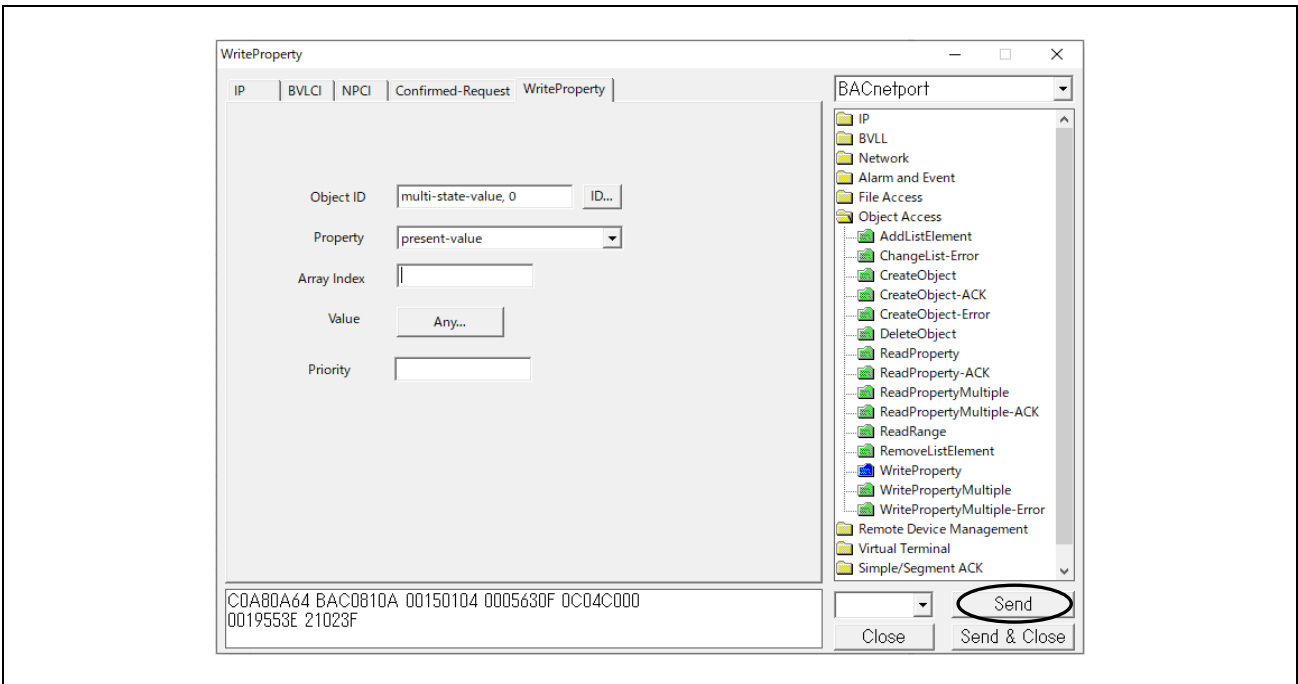 WriteProperty
IP BVLCI NPCI Confirmed-Request WriteProperty
Object ID multi-state-value, 0 ID...
Property present-value
Array Index
Value Any...
Priority
C0A80A64 BAC0810A 00150104 0005630F 0C04C000
0019553E 21023F
BACnetport
IP
BVLL
Network
Alarm and Event
File Access
Object Access
AddListElement
ChangeList-Error
CreateObject
CreateObject-ACK
CreateObject-Error
DeleteObject
ReadProperty
ReadProperty-ACK
ReadPropertyMultiple
ReadPropertyMultiple-ACK
ReadRange
RemoveListElement
WriteProperty
WritePropertyMultiple
WritePropertyMultiple-Error
Remote Device Management
Virtual Terminal
Simple/Segment ACK
Send
Close Send & Close